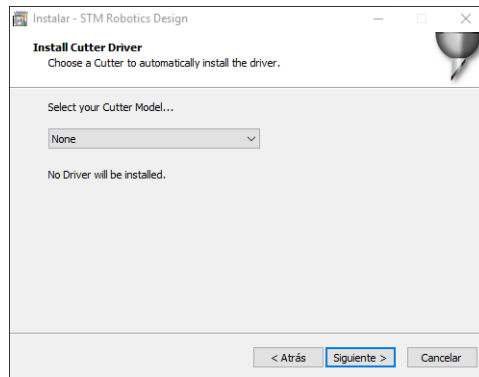 Instalar - STM Robotics Design
Install Cutter Driver
Choose a Cutter to automatically install the driver.
Select your Cutter Model...
None
No Driver will be installed.
< Atrás Siguiente > Cancelar